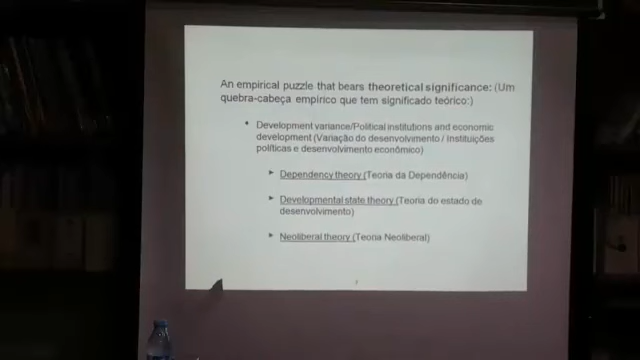 An empirical puzzle that bears theoretical significance: (Um
quebra-cabeça empírico que tem significado teórico:)
• Development variance/Political institutions and economic
development (Variação do desenvolvimento / Instituições
políticas e desenvolvimento econômico)
➤ Dependency theory (Teoria da Dependência)
➤ Developmental state theory (Teoria do estado de
desenvolvimento)
➤ Neoliberal theory (Teoria Neoliberal)